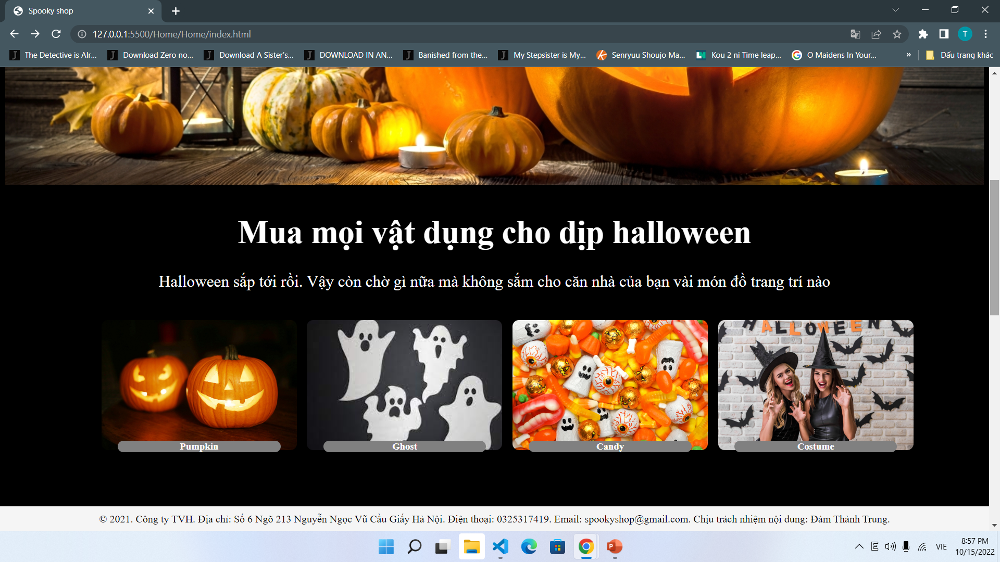 Spooky shop
127.0.0.1:5500/Home/Home/index.html
T
The Detective is Alr...
Download Zero no...
Download A Sister's...
DOWNLOAD IN AN...
Banished from the...
My Stepsister is My...
Senryuu Shoujo Ma...
Kou 2 ni Time leap...
O Maidens In Your...
»
Dấu trang khác
Mua mọi vật dụng cho dịp halloween
Halloween sắp tới rồi. Vậy còn chờ gì nữa mà không sắm cho căn nhà của bạn vài món đồ trang trí nào
HALLOWEEN
Pumpkin
Ghost
Candy
Costume
© 2021. Công ty TVH. Địa chỉ: Số 6 Ngõ 213 Nguyễn Ngọc Vũ Cầu Giấy Hà Nội. Điện thoại: 0325317419. Email: spookyshop@gmail.com. Chịu trách nhiệm nội dung: Đàm Thành Trung.
VIE
8:57 PM
10/15/2022